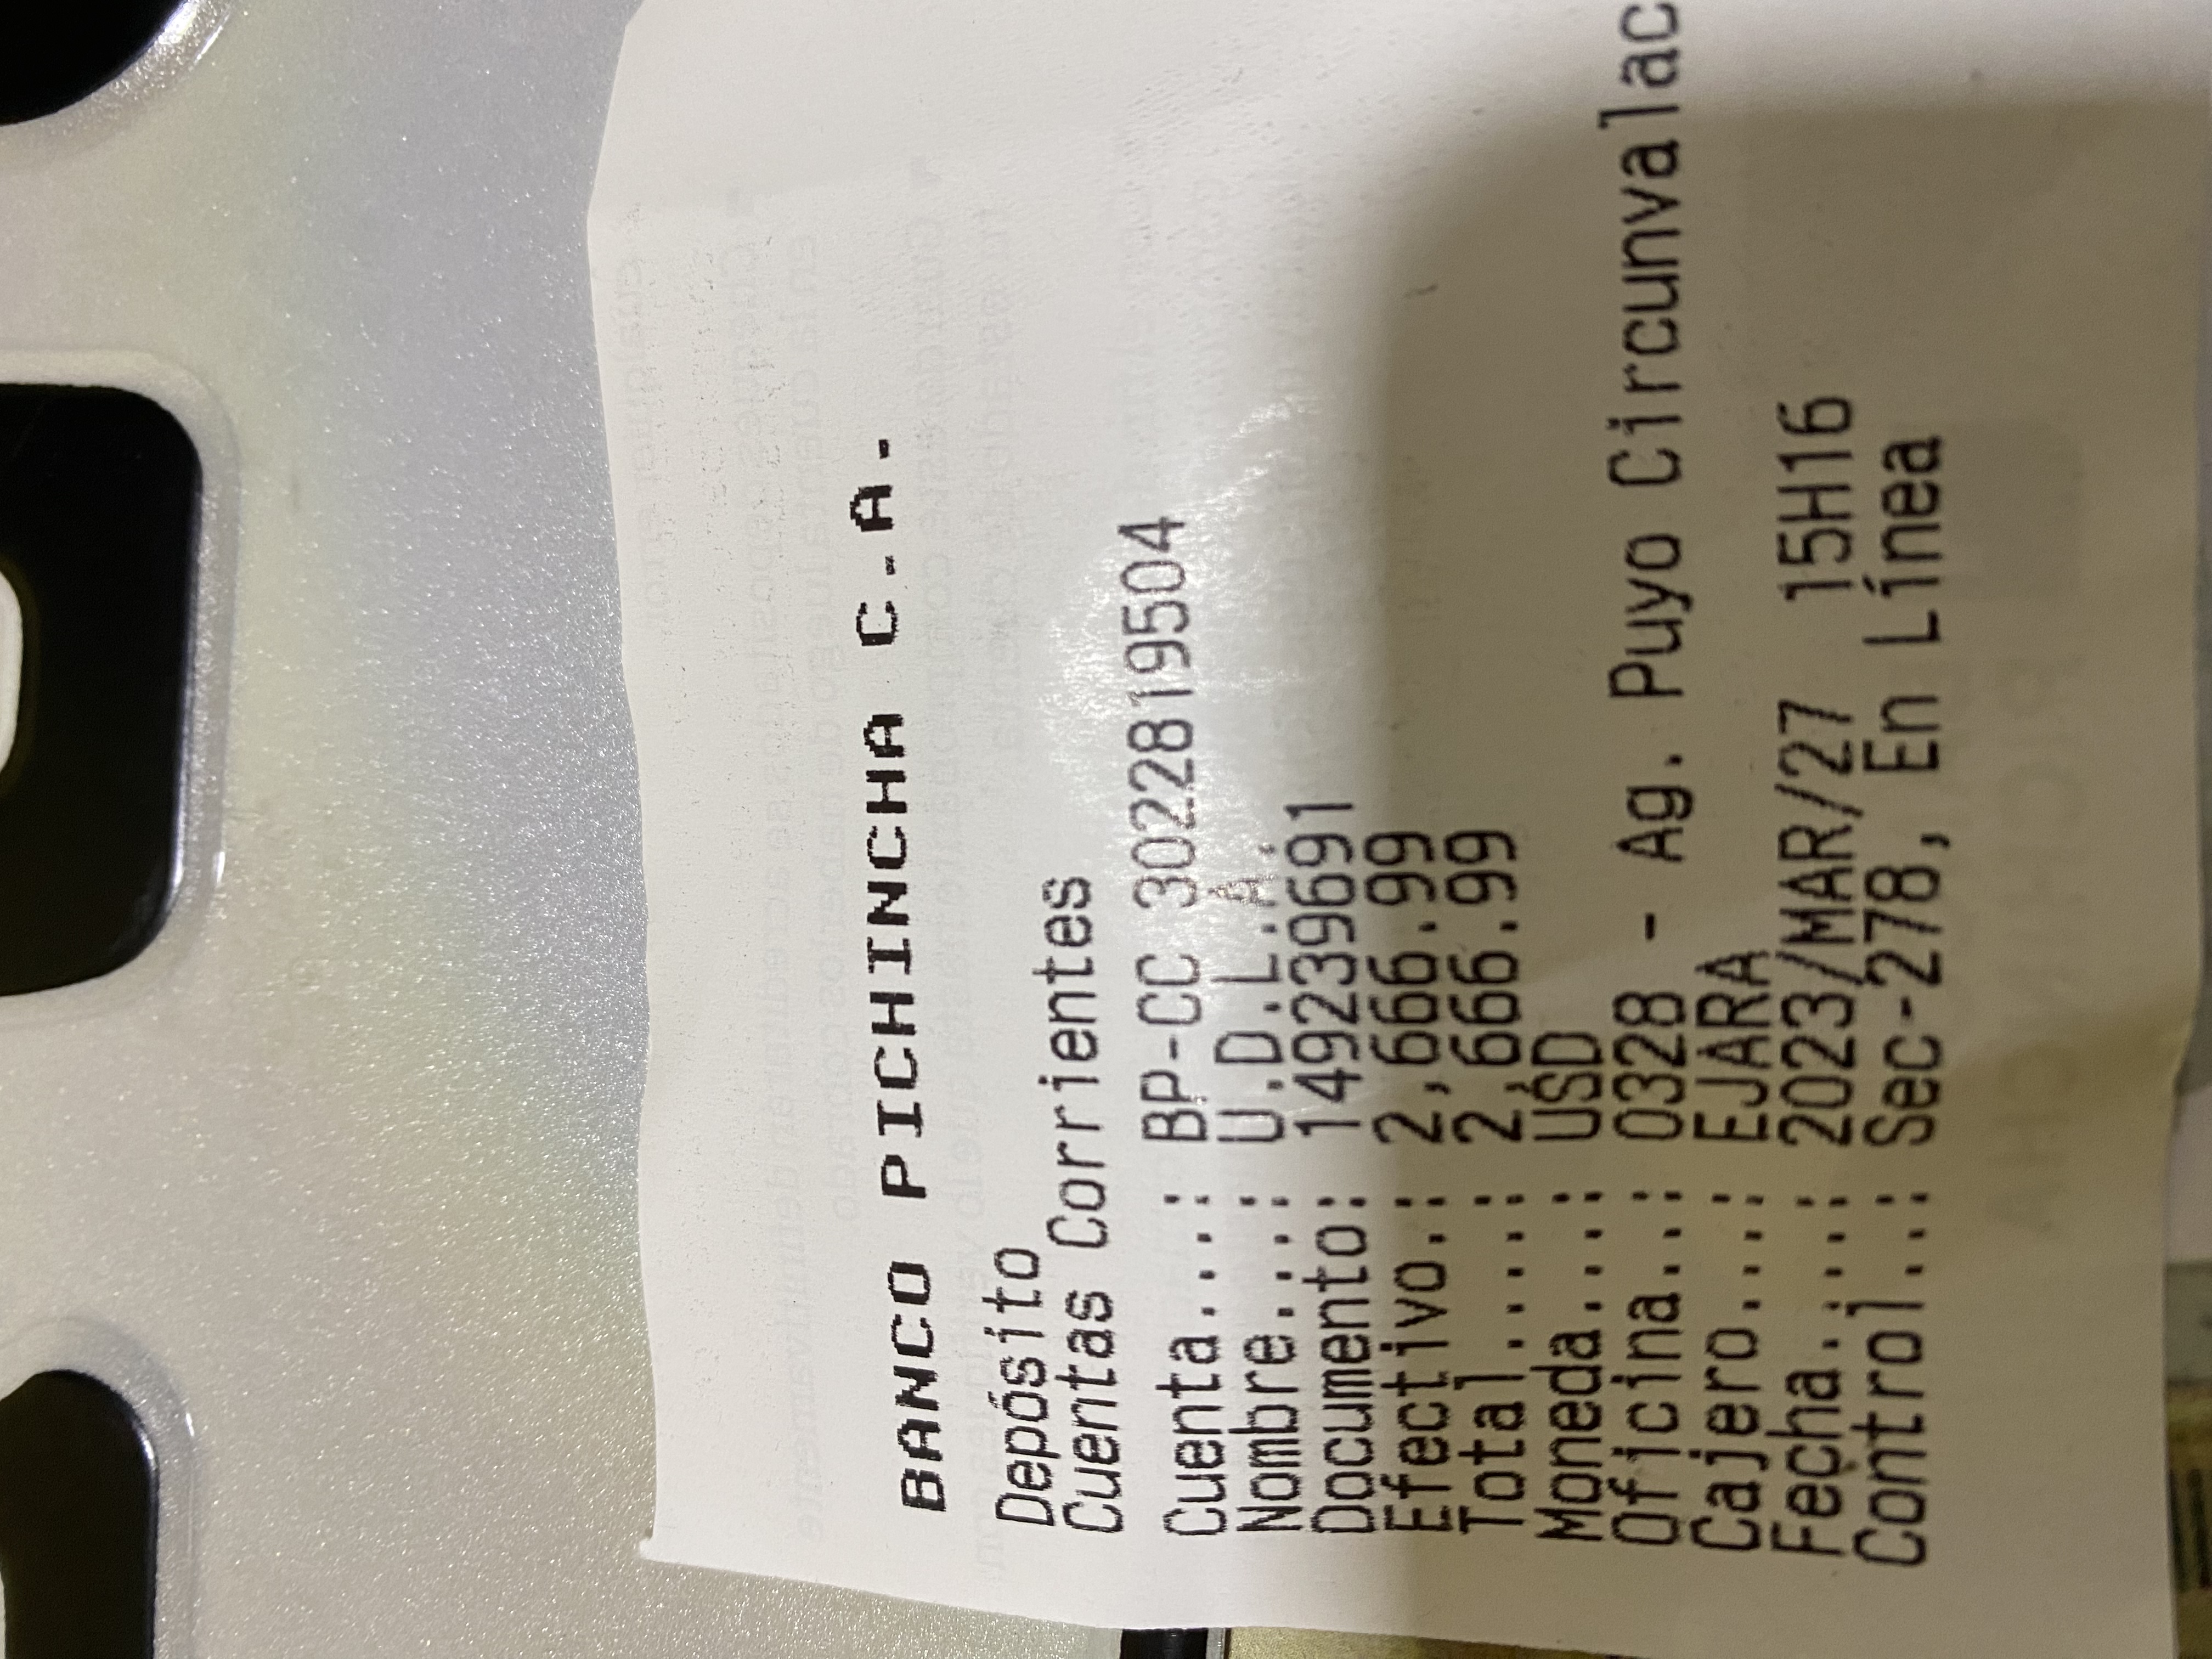 BANCO PICHINCHA C.A.
Depósito
Cuentas Corrientes
Cuenta....: BP-CC 3022819504
Nombre....: U.D.L.A.
Documento: 1492396911
Efectivo.: 2,666.99
Total.....: 2,666.99
Moneda....: USD
Oficina...: 0328 - Ag. Puyo Circunvalac
Cajero....: EJARA
Fecha.....: 2023/MAR/27 15H16
Control...: Sec-278, En Línea